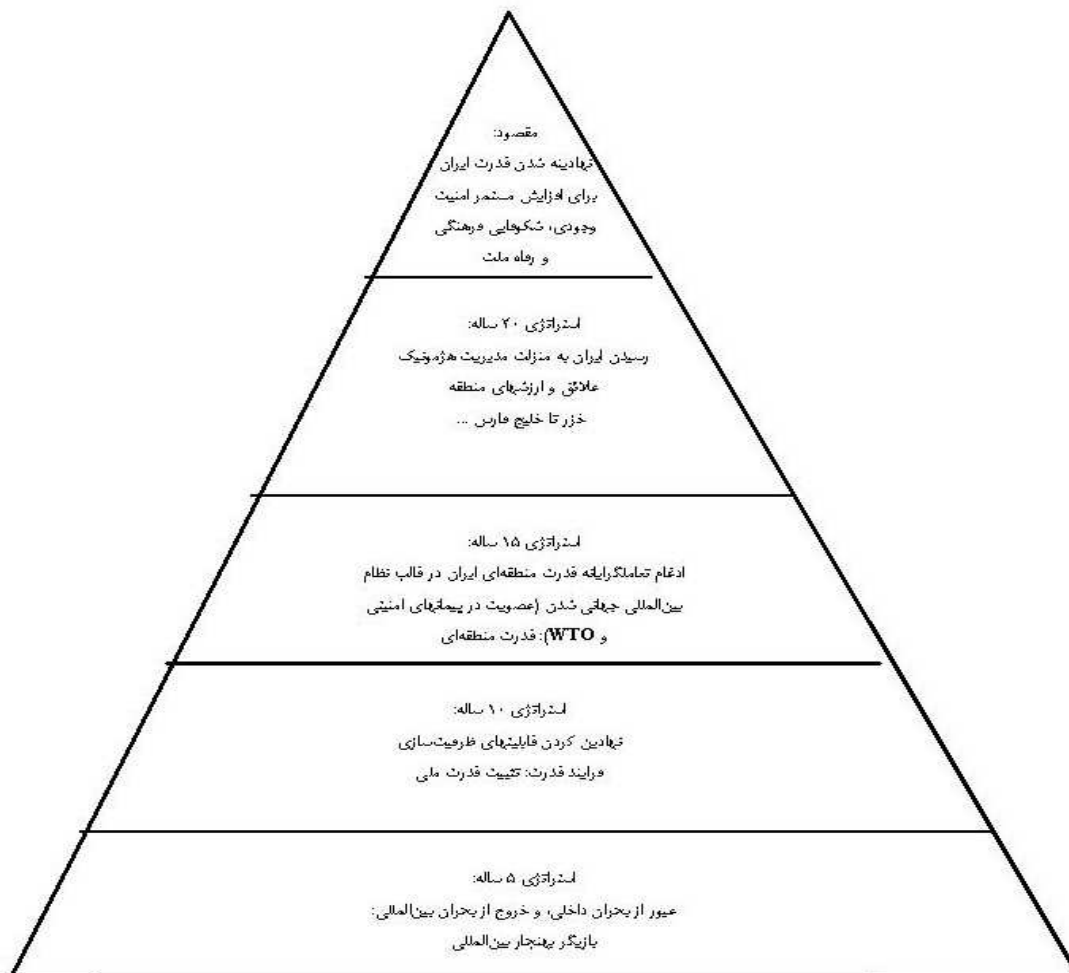 مقصود:
نهادینه شدن قدرت ایران
برای افزایش مستمر امنیت
وجودی، شکوفایی فرهنگی
و رفاه ملت
استراتژی ۲۰ ساله:
رسیدن ایران به منزلت مدیریت هژمونیک
علائق و ارزشهای منطقه
خزر تا خلیج فارس ...
استراتژی ۱۵ ساله:
ادغام تعاملگرایانه قدرت منطقه‌ای ایران در قالب نظام
بین‌المللی جهانی شدن (عضویت در پیمانهای امنیتی
و WTO): قدرت منطقه‌ای
استراتژی ۱۰ ساله:
نهادین کردن قابلیتهای ظرفیت‌سازی
فرایند قدرت: تثبیت قدرت ملی
استراتژی ۵ ساله:
عبور از بحران داخلی، و خروج از بحران بین‌المللی:
بازیگر بهنجار بین‌المللی